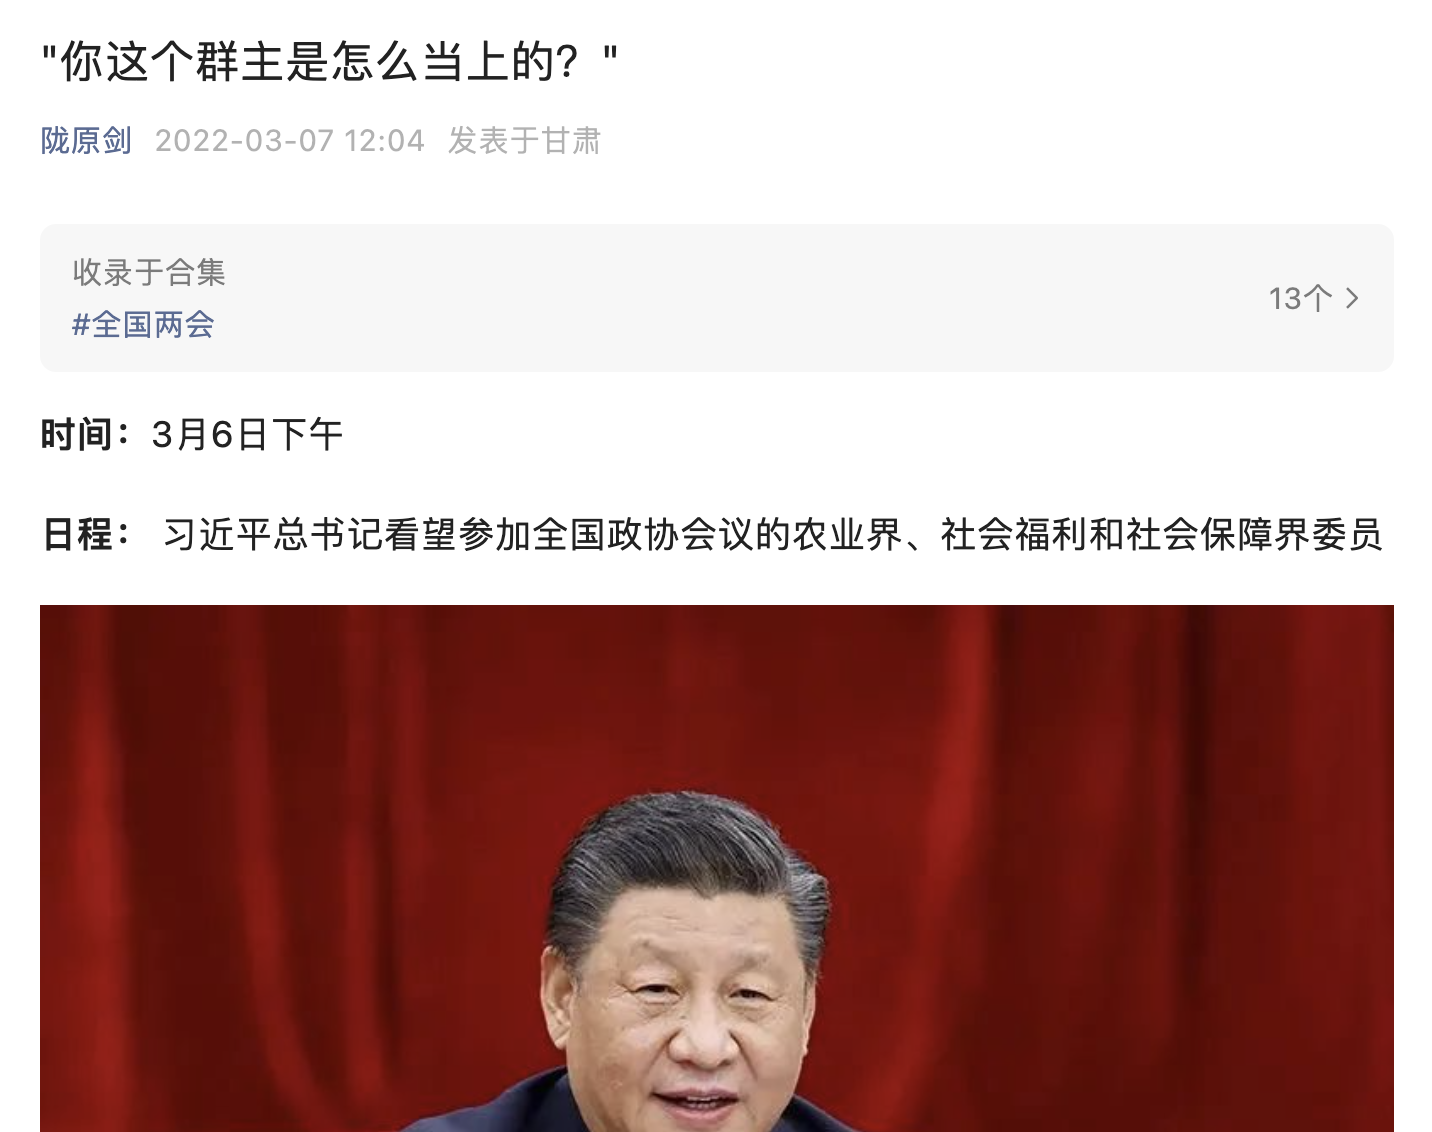 "你这个群主是怎么当上的？"
陇原剑 2022-03-07 12:04 发表于甘肃
收录于合集
#全国两会
13个
时间：3月6日下午
日程： 习近平总书记看望参加全国政协会议的农业界、社会福利和社会保障界委员